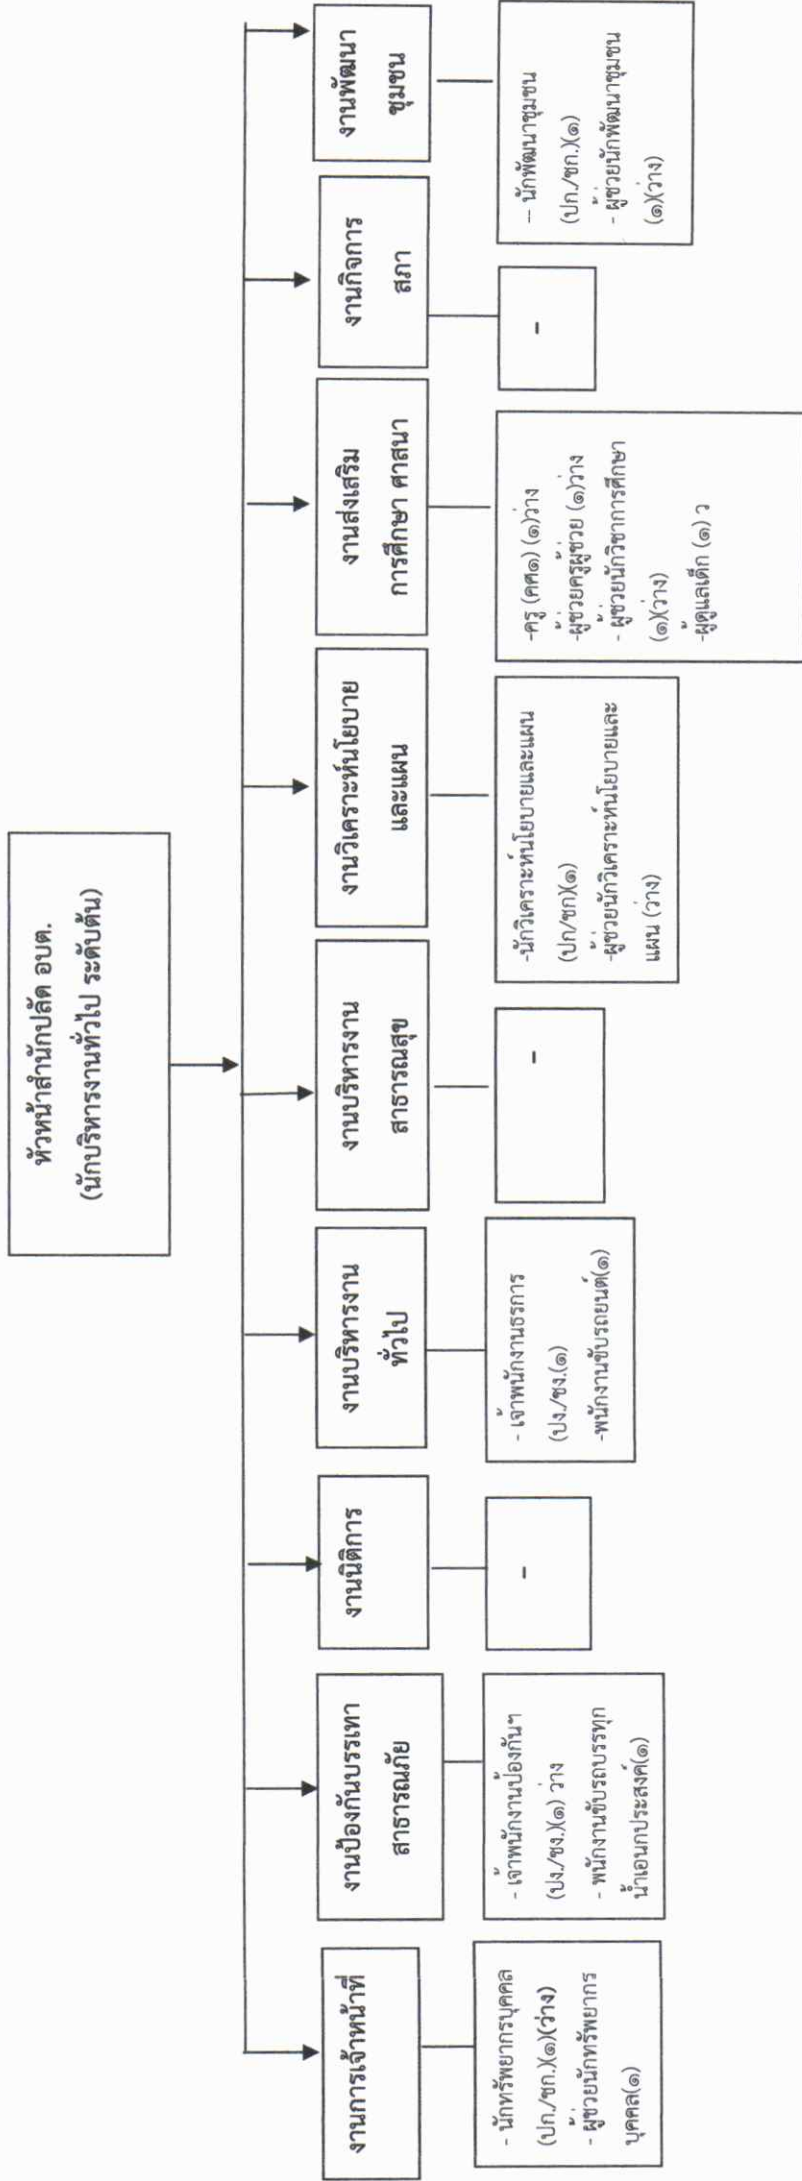 หัวหน้าสำนักปลัด อบต.
(นักบริหารงานทั่วไป ระดับต้น)
งานการเจ้าหน้าที่
- นักทรัพยากรบุคคล
(ปก./ชก.)(๑)(ว่าง)
- ผู้ช่วยนักทรัพยากร
บุคคล(๑)
งานป้องกันบรรเทา
สาธารณภัย
- เจ้าพนักงานป้องกันฯ
(ปง./ชง.)(๑) ว่าง
- พนักงานขับรถบรรทุก
น้ำเอนกประสงค์(๑)
งานนิติการ
-
งานบริหารงาน
ทั่วไป
- เจ้าพนักงานธุรการ
(ปง./ชง.(๑)
-พนักงานขับรถยนต์(๑)
งานบริหารงาน
สาธารณสุข
-
งานวิเคราะห์นโยบาย
และแผน
-นักวิเคราะห์นโยบายและแผน
(ปก/ชก)(๑)
-ผู้ช่วยนักวิเคราะห์นโยบายและ
แผน (ว่าง)
งานส่งเสริม
การศึกษา ศาสนา
-ครู (คศ๑) (๑)ว่าง
-ผู้ช่วยครูผู้ช่วย (๑)ว่าง
- ผู้ช่วยนักวิชาการศึกษา
(๑)(ว่าง)
-ผู้ดูแลเด็ก (๑) ว
งานกิจการ
สภา
-
งานพัฒนา
ชุมชน
-- นักพัฒนาชุมชน
(ปก./ชก.)(๑)
- ผู้ช่วยนักพัฒนาชุมชน
(๑)(ว่าง)